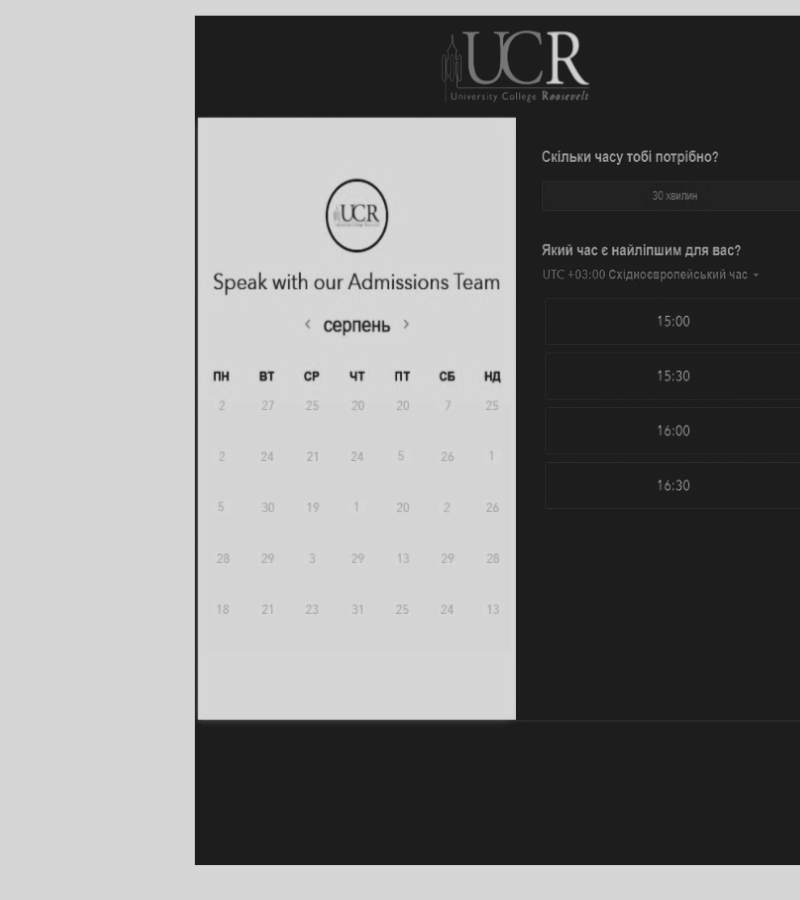 UCR
University College Roosevelt
UCR
Speak with our Admissions Team
серпень
ПН ВТ СР ЧТ ПТ СБ НД
2 27 25 20 20 7 25
2 24 21 24 5 26 1
5 30 19 1 20 2 26
28 29 3 29 13 29 28
18 21 23 31 25 24 13
Скільки часу тобі потрібно?
30 хвилин
Який час є найліпшим для вас?
UTC +03:00 Східноєвропейський час
15:00
15:30
16:00
16:30